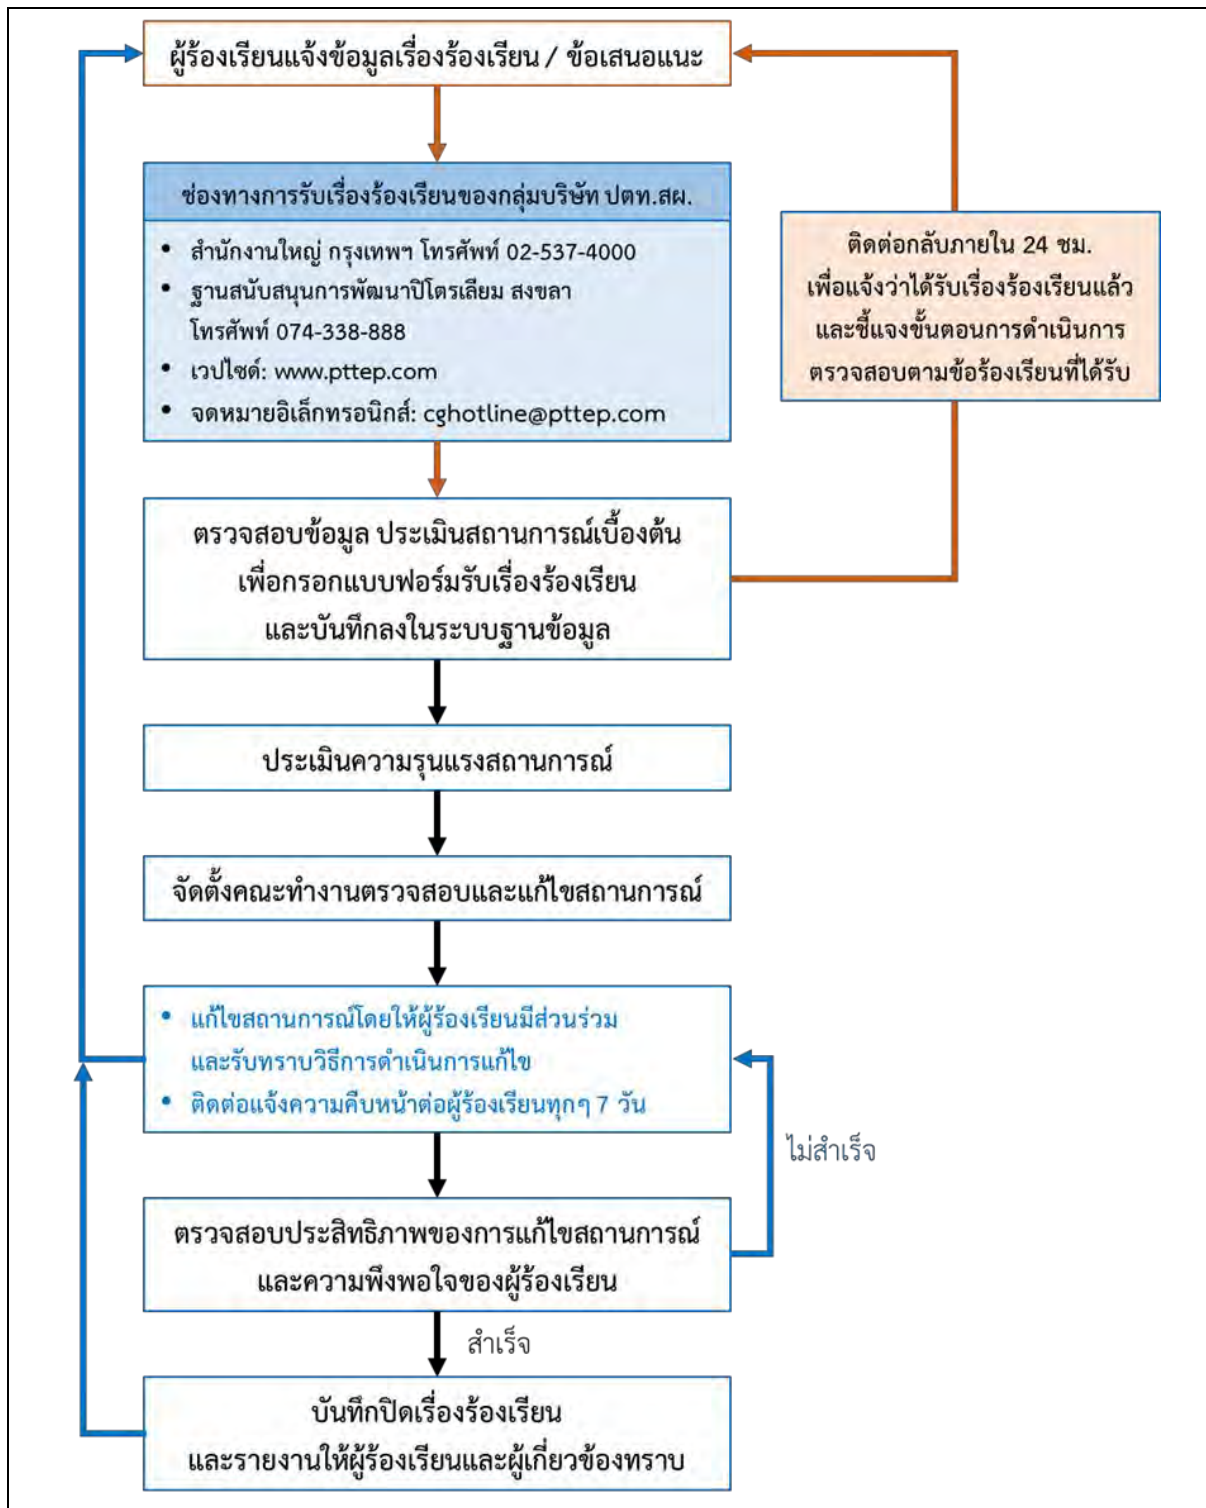 ผู้ร้องเรียนแจ้งข้อมูลเรื่องร้องเรียน / ข้อเสนอแนะ
ช่องทางการรับเรื่องร้องเรียนของกลุ่มบริษัท ปตท.สผ.
• สำนักงานใหญ่ กรุงเทพฯ โทรศัพท์ 02-537-4000
• ฐานสนับสนุนการพัฒนาปิโตรเลียม สงขลา
โทรศัพท์ 074-338-888
• เวปไซต์: www.pttep.com
• จดหมายอิเล็กทรอนิกส์: cghotline@pttep.com
ติดต่อกลับภายใน 24 ชม.
เพื่อแจ้งว่าได้รับเรื่องร้องเรียนแล้ว
และชี้แจงขั้นตอนการดำเนินการ
ตรวจสอบตามข้อร้องเรียนที่ได้รับ
ตรวจสอบข้อมูล ประเมินสถานการณ์เบื้องต้น
เพื่อกรอกแบบฟอร์มรับเรื่องร้องเรียน
และบันทึกลงในระบบฐานข้อมูล
ประเมินความรุนแรงสถานการณ์
จัดตั้งคณะทำงานตรวจสอบและแก้ไขสถานการณ์
• แก้ไขสถานการณ์โดยให้ผู้ร้องเรียนมีส่วนร่วม
และรับทราบวิธีการดำเนินการแก้ไข
• ติดต่อแจ้งความคืบหน้าต่อผู้ร้องเรียนทุกๆ 7 วัน
ไม่สำเร็จ
ตรวจสอบประสิทธิภาพของการแก้ไขสถานการณ์
และความพึงพอใจของผู้ร้องเรียน
สำเร็จ
บันทึกปิดเรื่องร้องเรียน
และรายงานให้ผู้ร้องเรียนและผู้เกี่ยวข้องทราบ